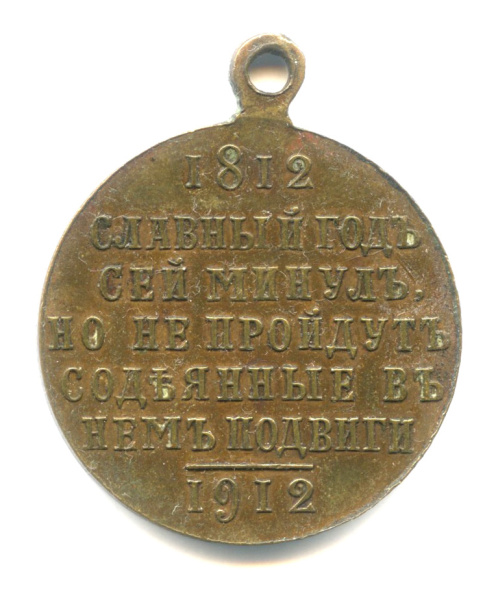 1812
СЛАВНЫЙ ГОДЪ
СЕЙ МИНУЛЪ,
НО НЕ ПРОЙДУТЪ
СОДѢЯННЫЕ ВЪ
НЕМЪ ПОДВИГИ
1912